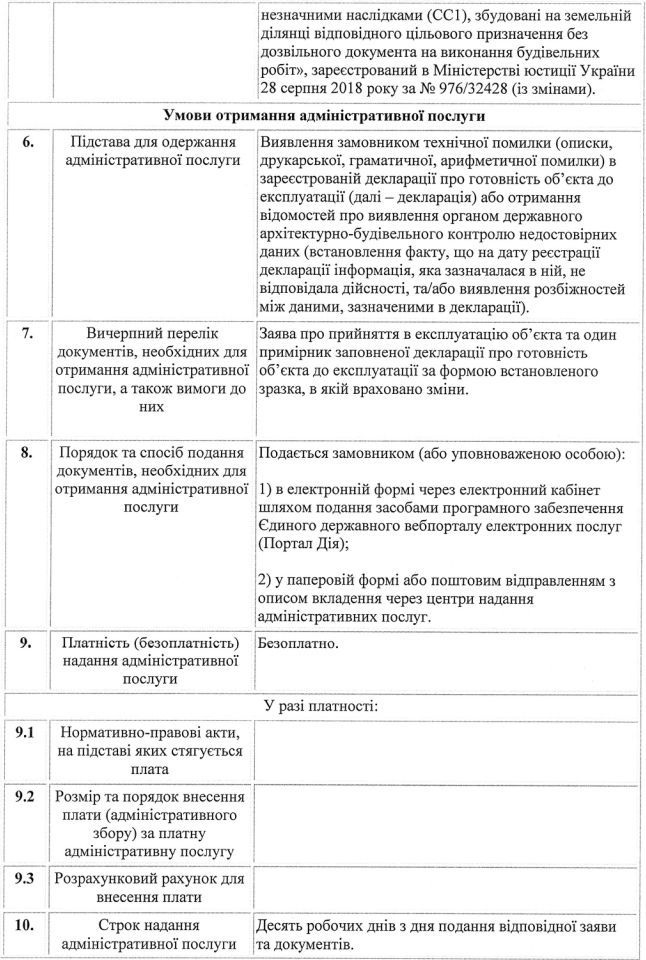 незначними наслідками (СС1), збудовані на земельній
ділянці відповідного цільового призначення без
дозвільного документа на виконання будівельних
робіт», зареєстрований в Міністерстві юстиції України
28 серпня 2018 року за № 976/32428 (із змінами).
Умови отримання адміністративної послуги
6.
Підстава для одержання
адміністративної послуги
Виявлення замовником технічної помилки (описки,
друкарської, граматичної, арифметичної помилки) в
зареєстрованій декларації про готовність об’єкта до
експлуатації (далі – декларація) або отримання
відомостей про виявлення органом державного
архітектурно-будівельного контролю недостовірних
даних (встановлення факту, що на дату реєстрації
декларації інформація, яка зазначалася в ній, не
відповідала дійсності, та/або виявлення розбіжностей
між даними, зазначеними в декларації).
7.
Вичерпний перелік
документів, необхідних для
отримання адміністративної
послуги, а також вимоги до
них
Заява про прийняття в експлуатацію об’єкта та один
примірник заповненої декларації про готовність
об’єкта до експлуатації за формою встановленого
зразка, в якій враховано зміни.
8.
Порядок та спосіб подання
документів, необхідних для
отримання адміністративної
послуги
Подається замовником (або уповноваженою особою):
1) в електронній формі через електронний кабінет
шляхом подання засобами програмного забезпечення
Єдиного державного вебпорталу електронних послуг
(Портал Дія);
2) у паперовій формі або поштовим відправленням з
описом вкладення через центри надання
адміністративних послуг.
9.
Платність (безоплатність)
надання адміністративної
послуги
Безоплатно.
У разі платності:
9.1
Нормативно-правові акти,
на підставі яких стягується
плата
9.2
Розмір та порядок внесення
плати (адміністративного
збору) за платну
адміністративну послугу
9.3
Розрахунковий рахунок для
внесення плати
10.
Строк надання
адміністративної послуги
Десять робочих днів з дня подання відповідної заяви
та документів.